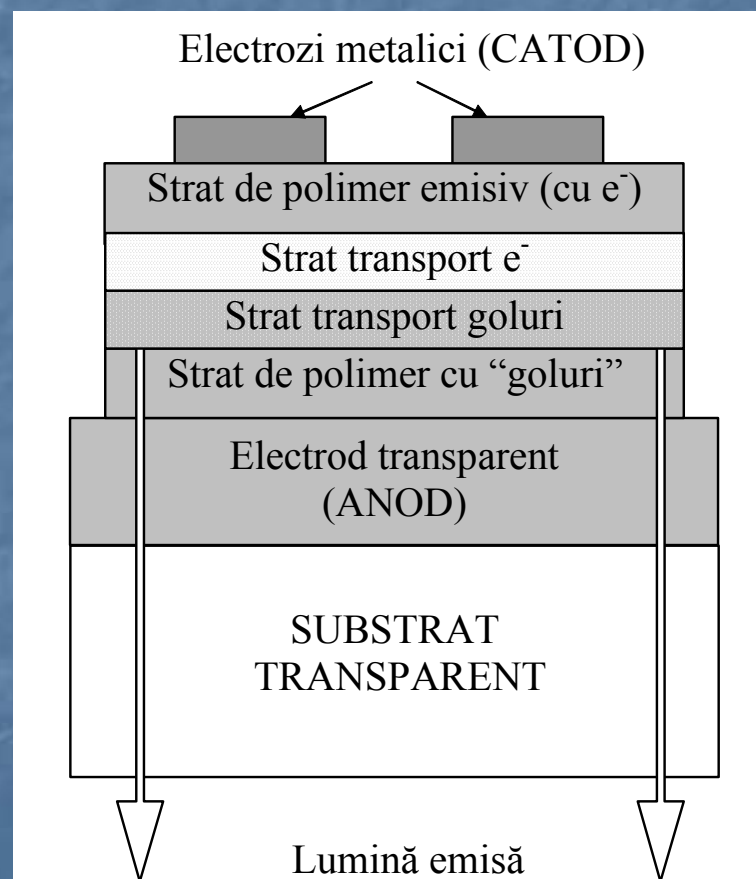 Electrozi metalici (CATOD)
Strat de polimer emisiv (cu e⁻)
Strat transport e⁻
Strat transport goluri
Strat de polimer cu “goluri”
Electrod transparent
(ANOD)
SUBSTRAT
TRANSPARENT
Lumină emisă